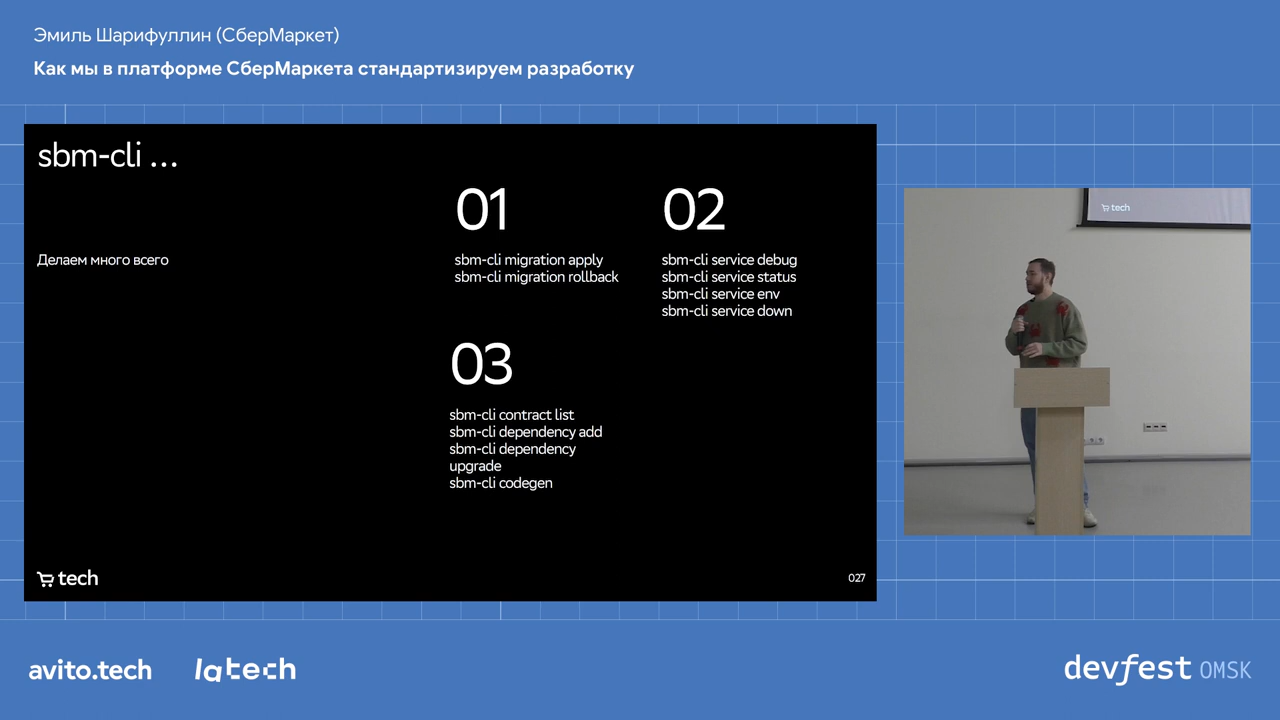 Эмиль Шарифуллин (СберМаркет)
Как мы в платформе СберМаркета стандартизируем разработку
sbm-cli ...
Делаем много всего
01
sbm-cli migration apply
sbm-cli migration rollback
02
sbm-cli service debug
sbm-cli service status
sbm-cli service env
sbm-cli service down
03
sbm-cli contract list
sbm-cli dependency add
sbm-cli dependency
upgrade
sbm-cli codegen
tech
027
tech
avito.tech
latech
devfest OMSK